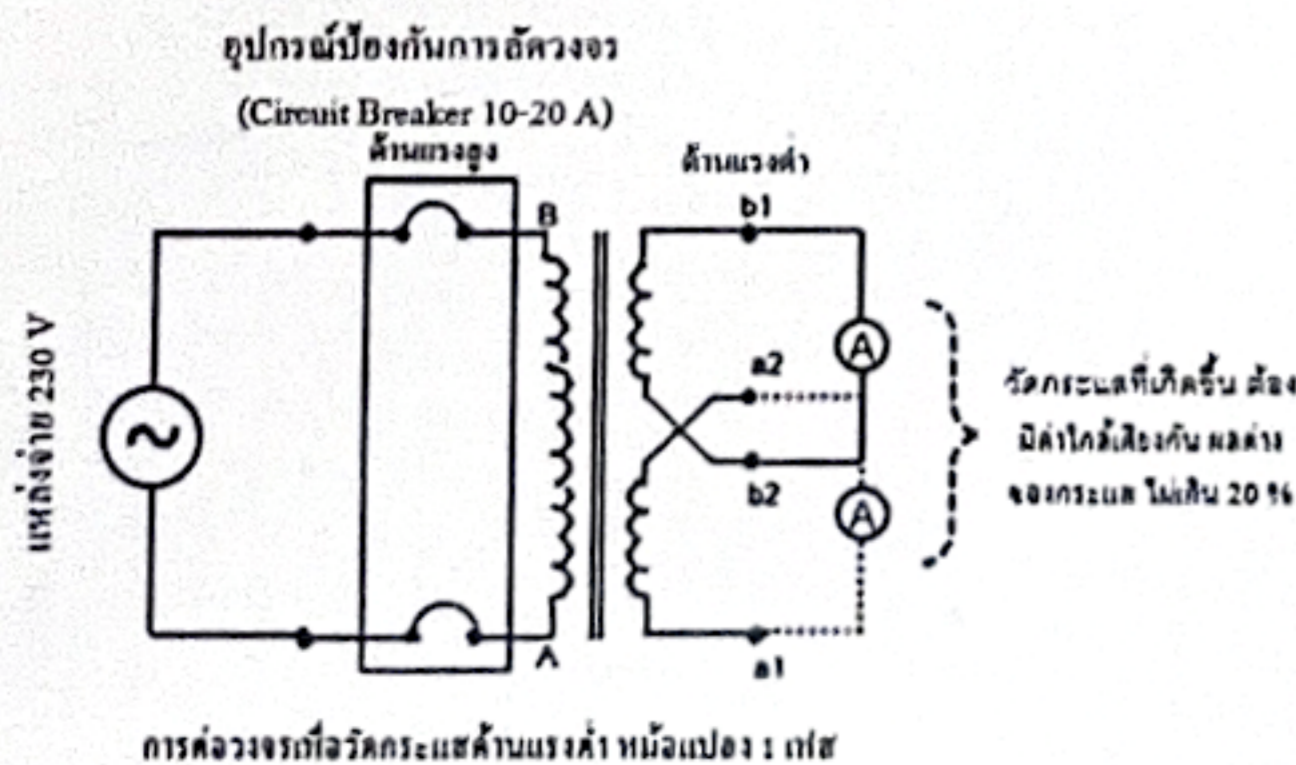 อุปกรณ์ป้องกันการลัดวงจร
(Circuit Breaker 10-20 A)
ด้านแรงสูง
ด้านแรงต่ำ
แหล่งจ่าย 230 V
B
A
b1
a2
b2
a1
A
A
วัดกระแสที่เกิดขึ้น ต้อง
มีค่าใกล้เคียงกัน ผลต่าง
ของกระแส ไม่เกิน 20 %
การต่อวงจรเพื่อวัดกระแสด้านแรงต่ำ หม้อแปลง 1 เฟส